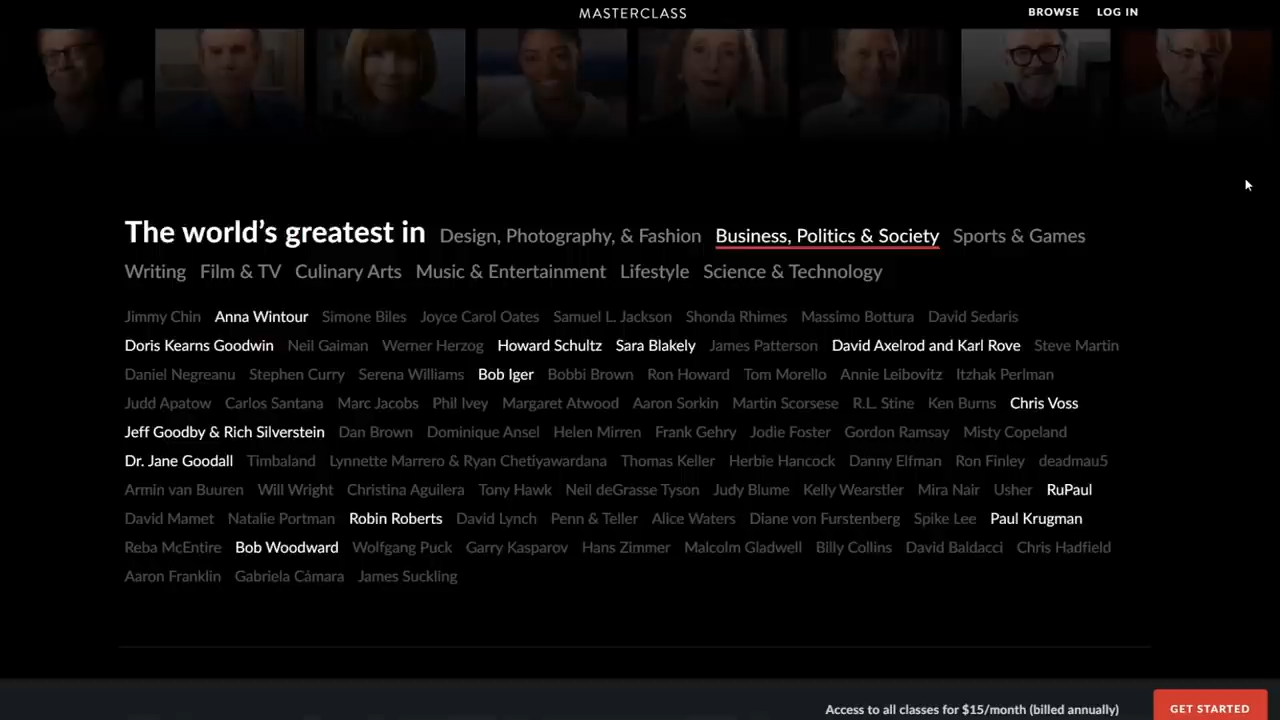 MASTERCLASS BROWSE LOG IN
The world's greatest in Design, Photography, & Fashion Business, Politics & Society Sports & Games
Writing Film & TV Culinary Arts Music & Entertainment Lifestyle Science & Technology
Jimmy Chin Anna Wintour Simone Biles Joyce Carol Oates Samuel L. Jackson Shonda Rhimes Massimo Bottura David Sedaris
Doris Kearns Goodwin Neil Gaiman Werner Herzog Howard Schultz Sara Blakely James Patterson David Axelrod and Karl Rove Steve Martin
Daniel Negreanu Stephen Curry Serena Williams Bob Iger Bobbi Brown Ron Howard Tom Morello Annie Leibovitz Itzhak Perlman
Judd Apatow Carlos Santana Marc Jacobs Phil Ivey Margaret Atwood Aaron Sorkin Martin Scorsese R.L. Stine Ken Burns Chris Voss
Jeff Goodby & Rich Silverstein Dan Brown Dominique Ansel Helen Mirren Frank Gehry Jodie Foster Gordon Ramsay Misty Copeland
Dr. Jane Goodall Timbaland Lynnette Marrero & Ryan Chetiyawardana Thomas Keller Herbie Hancock Danny Elfman Ron Finley deadmau5
Armin van Buuren Will Wright Christina Aguilera Tony Hawk Neil deGrasse Tyson Judy Blume Kelly Wearstler Mira Nair Usher RuPaul
David Mamet Natalie Portman Robin Roberts David Lynch Penn & Teller Alice Waters Diane von Furstenberg Spike Lee Paul Krugman
Reba McEntire Bob Woodward Wolfgang Puck Garry Kasparov Hans Zimmer Malcolm Gladwell Billy Collins David Baldacci Chris Hadfield
Aaron Franklin Gabriela Cámara James Suckling
Access to all classes for $15/month (billed annually) GET STARTED